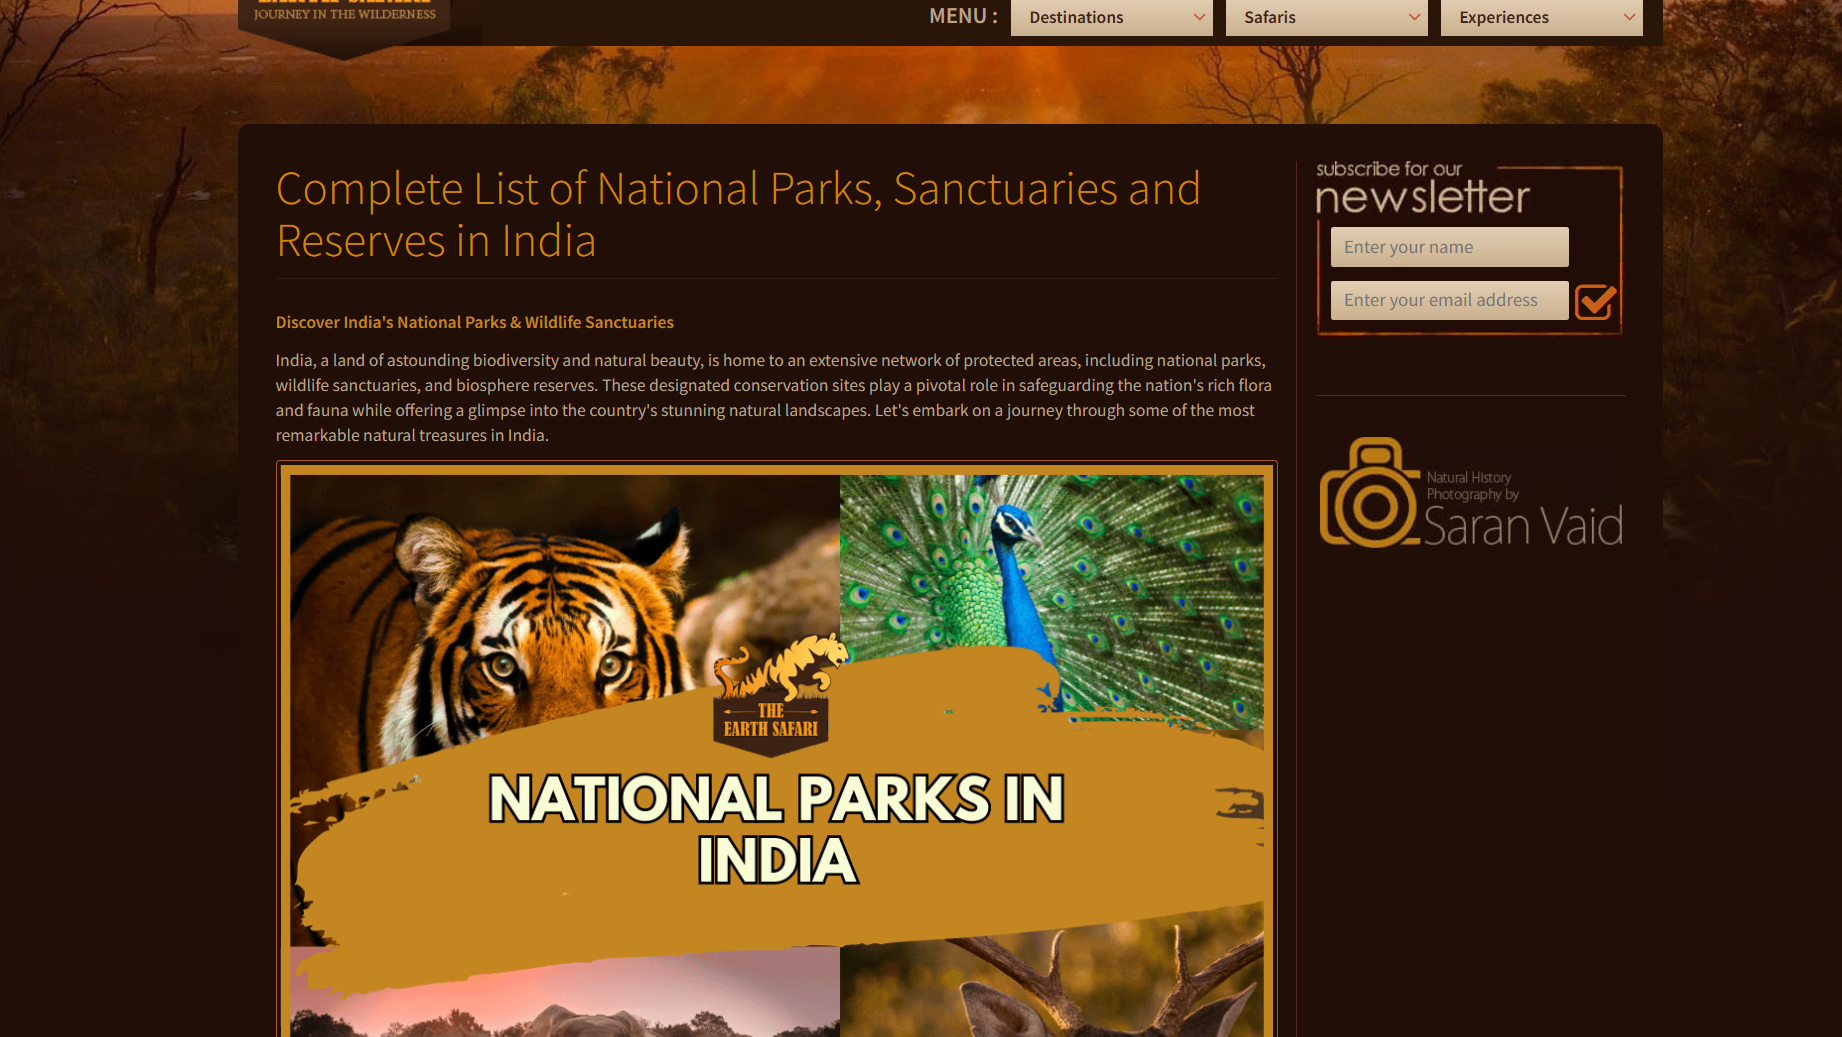 JOURNEY IN THE WILDERNESS
MENU :
Destinations
Safaris
Experiences
Complete List of National Parks, Sanctuaries and
Reserves in India
Discover India's National Parks & Wildlife Sanctuaries
India, a land of astounding biodiversity and natural beauty, is home to an extensive network of protected areas, including national parks,
wildlife sanctuaries, and biosphere reserves. These designated conservation sites play a pivotal role in safeguarding the nation's rich flora
and fauna while offering a glimpse into the country's stunning natural landscapes. Let's embark on a journey through some of the most
remarkable natural treasures in India.
THE
EARTH SAFARI
NATIONAL PARKS IN
INDIA
subscribe for our
newsletter
Enter your name
Enter your email address
Natural History
Photography by
Saran Vaid